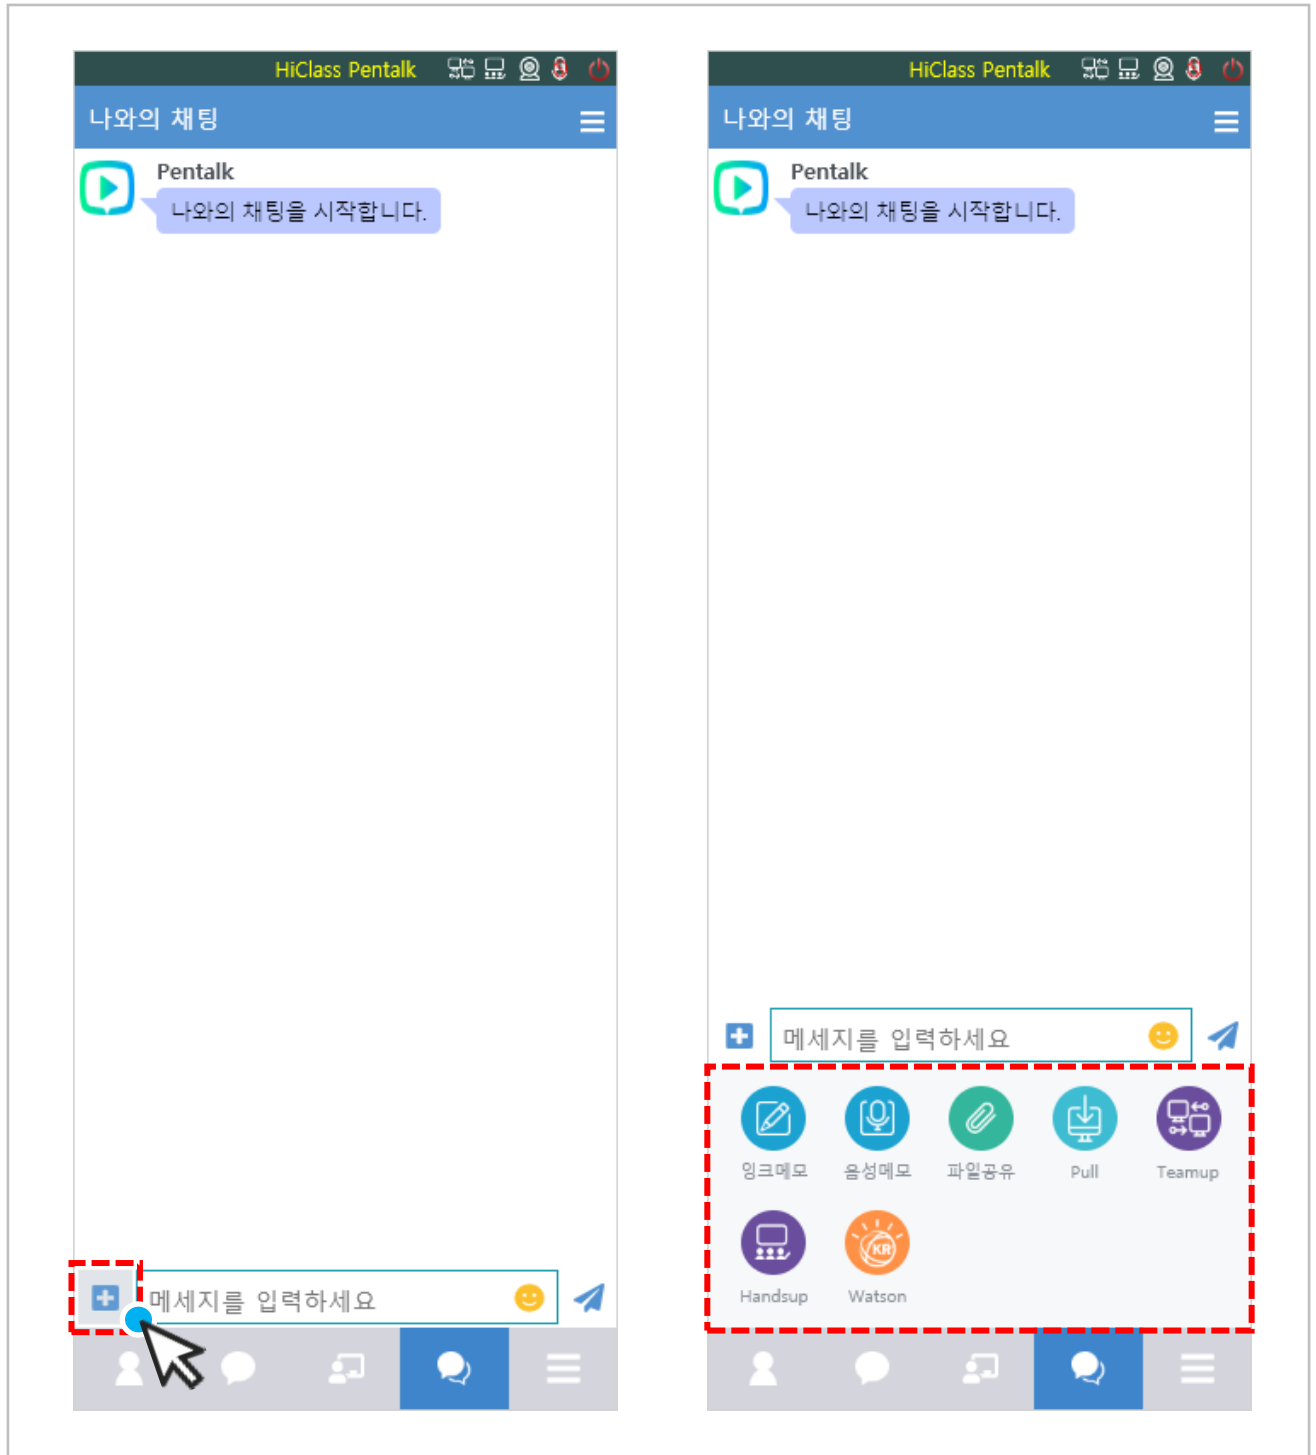 HiClass Pentalk
나와의 채팅
Pentalk
나와의 채팅을 시작합니다.
메세지를 입력하세요
HiClass Pentalk
나와의 채팅
Pentalk
나와의 채팅을 시작합니다.
메세지를 입력하세요
잉크메모 음성메모 파일공유 Pull Teamup
KR
Handsup Watson